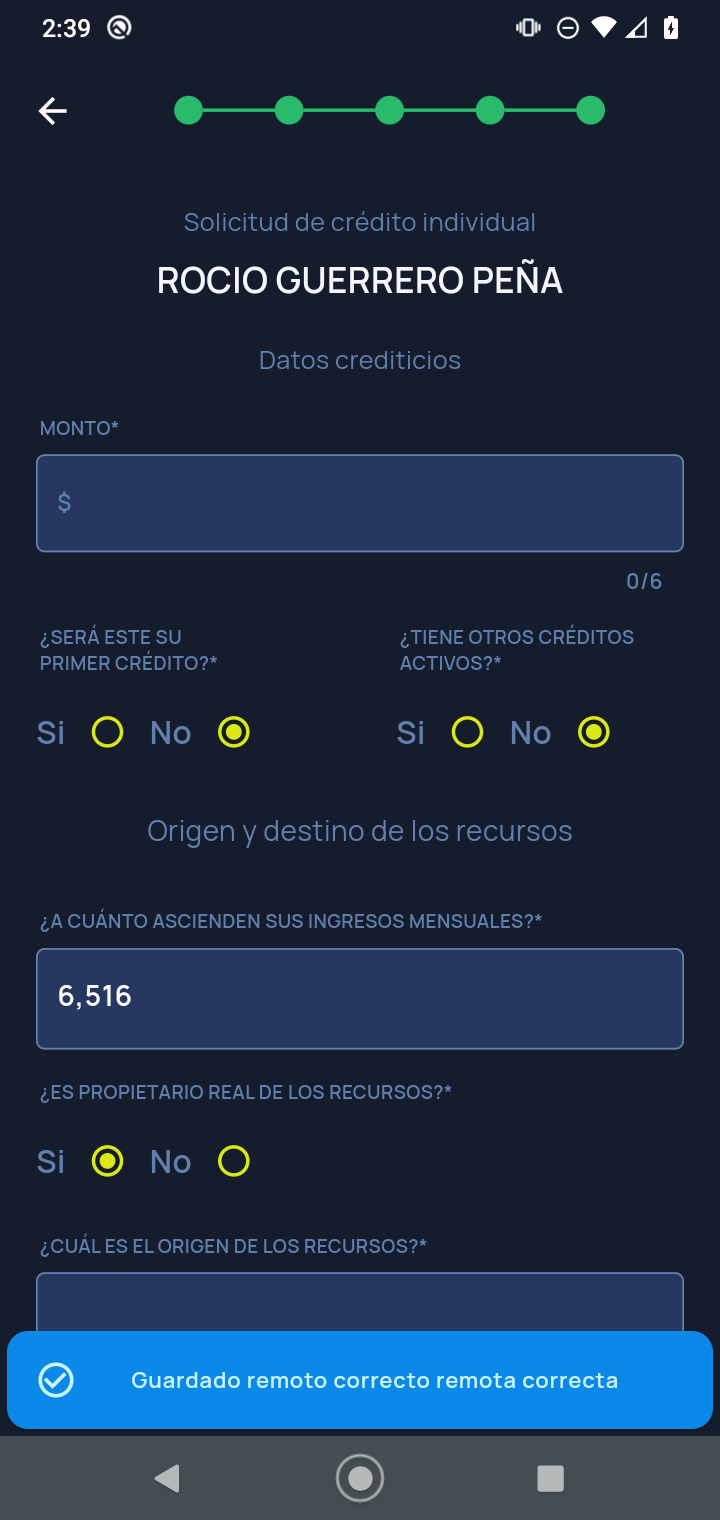 2:39
Solicitud de crédito individual
ROCIO GUERRERO PEÑA
Datos crediticios
MONTO*
$
0/6
¿SERÁ ESTE SU
PRIMER CRÉDITO?*
¿TIENE OTROS CRÉDITOS
ACTIVOS?*
Si No Si No
Origen y destino de los recursos
¿A CUÁNTO ASCIENDEN SUS INGRESOS MENSUALES?*
6,516
¿ES PROPIETARIO REAL DE LOS RECURSOS?*
Si No
¿CUÁL ES EL ORIGEN DE LOS RECURSOS?*
Guardado remoto correcto remota correcta